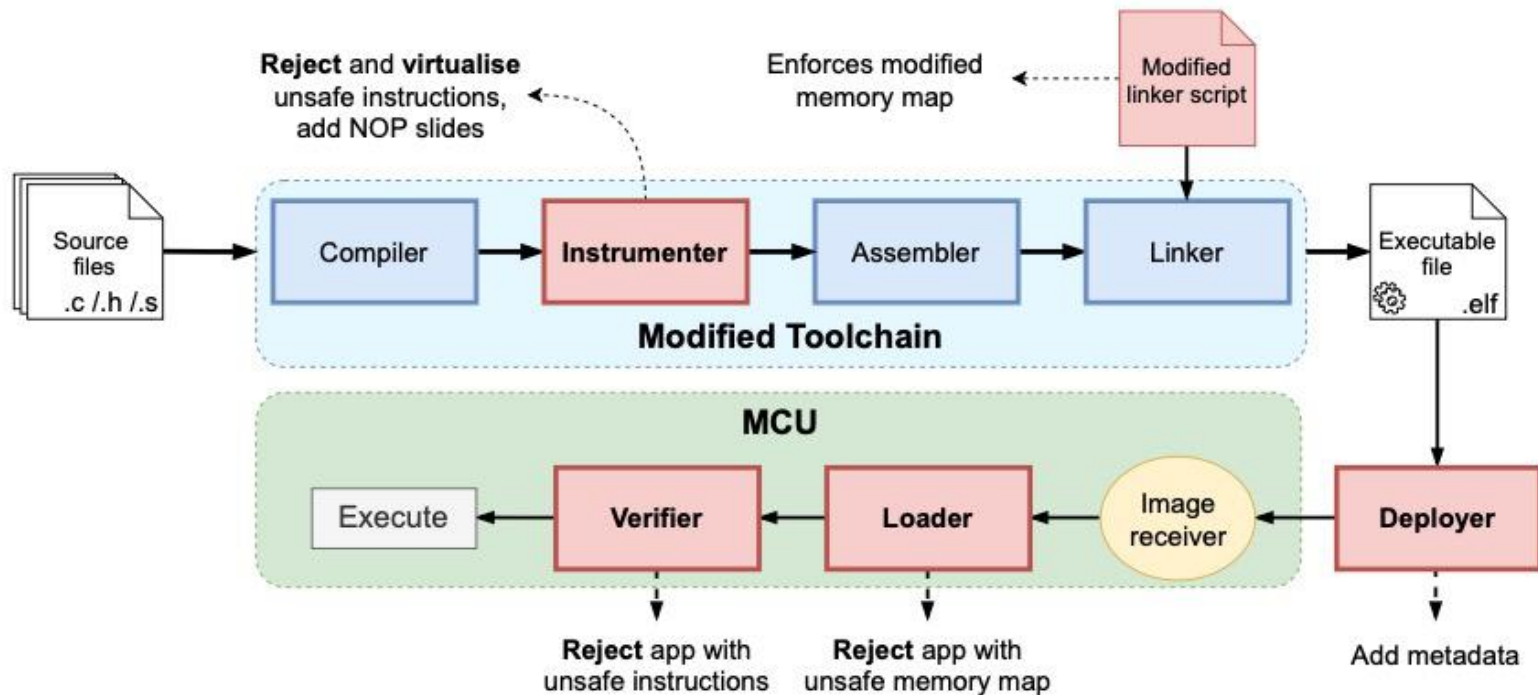 Reject and virtualise
unsafe instructions,
add NOP slides
Enforces modified
memory map
Modified
linker script
Source
files
.c /.h /.s
Compiler
Instrumenter
Assembler
Linker
Executable
file
.elf
Modified Toolchain
MCU
Execute
Verifier
Loader
Image
receiver
Deployer
Reject app with
unsafe instructions
Reject app with
unsafe memory map
Add metadata